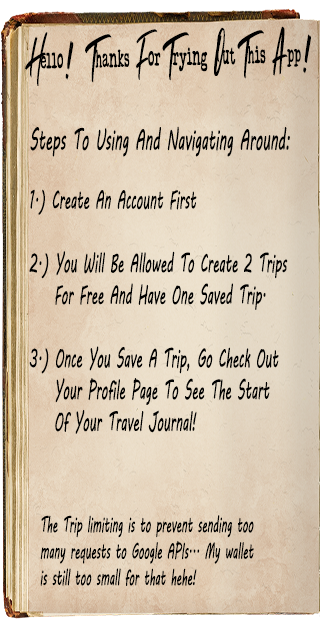 Hello! Thanks For Trying Out This App!
Steps To Using And Navigating Around:
1.) Create An Account First
2.) You Will Be Allowed To Create 2 Trips
For Free And Have One Saved Trip.
3.) Once You Save A Trip, Go Check Out
Your Profile Page To See The Start
Of Your Travel Journal!
The Trip limiting is to prevent sending too
many requests to Google APIs... My wallet
is still too small for that hehe!